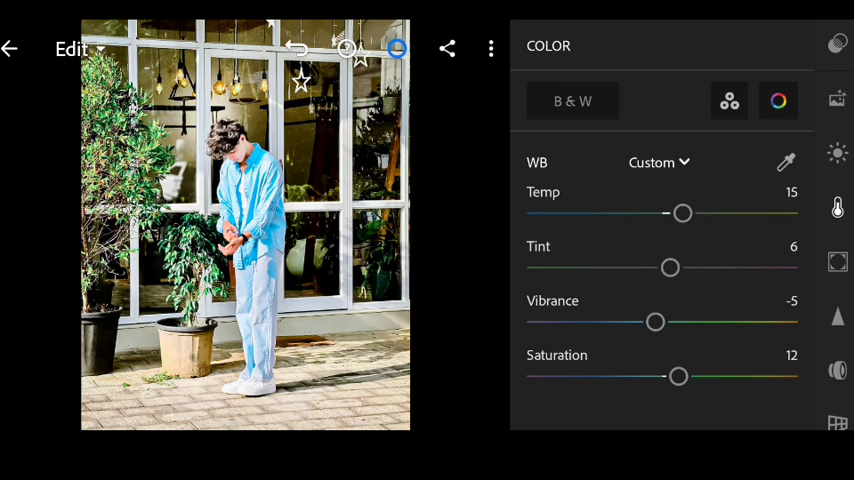 Edit
COLOR
B & W
WB Custom
Temp 15
Tint 6
Vibrance -5
Saturation 12